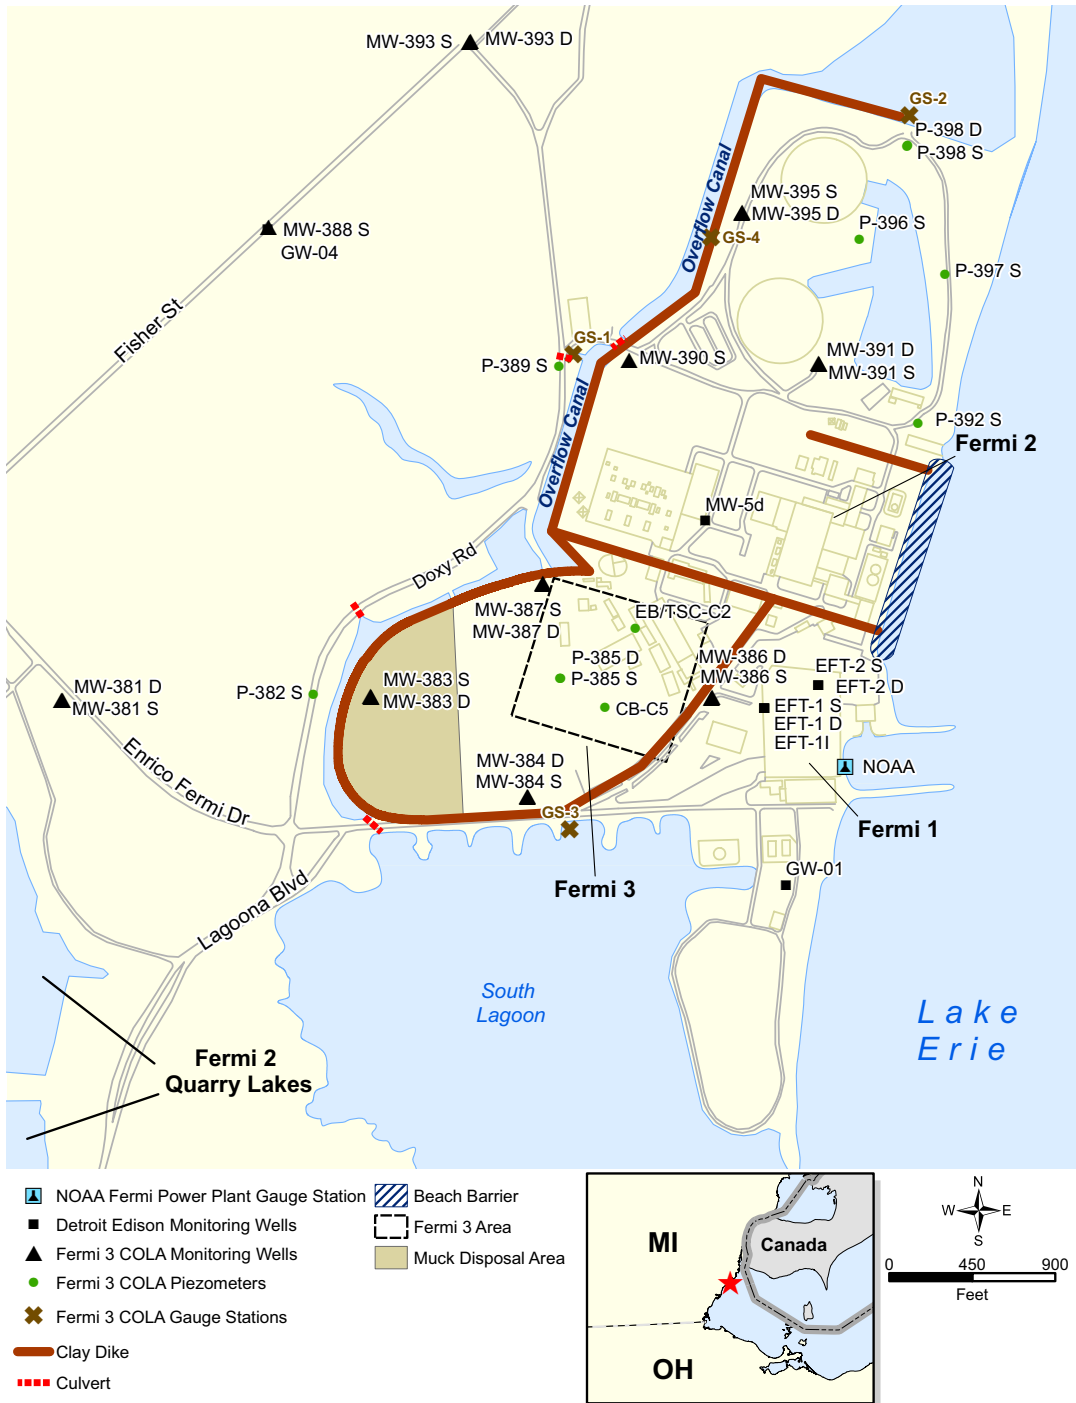 MW-393 S
MW-393 D
GS-2
P-398 D
P-398 S
Overflow Canal
MW-395 S
MW-395 D
P-396 S
MW-388 S
GW-04
GS-4
P-397 S
Fisher St
GS-1
P-389 S
MW-390 S
MW-391 D
MW-391 S
Overflow Canal
P-392 S
Fermi 2
MW-5d
Doxy Rd
MW-387 S
MW-387 D
EB/TSC-C2
P-385 D
P-385 S
MW-386 D
MW-386 S
EFT-2 S
EFT-2 D
MW-381 D
MW-381 S
P-382 S
MW-383 S
MW-383 D
CB-C5
EFT-1 S
EFT-1 D
EFT-1I
Enrico Fermi Dr
MW-384 D
MW-384 S
NOAA
GS-3
Fermi 1
Lagoona Blvd
Fermi 3
GW-01
South
Lagoon
Lake
Erie
Fermi 2
Quarry Lakes
NOAA Fermi Power Plant Gauge Station
Detroit Edison Monitoring Wells
Fermi 3 COLA Monitoring Wells
Fermi 3 COLA Piezometers
Fermi 3 COLA Gauge Stations
Clay Dike
Culvert
Beach Barrier
Fermi 3 Area
Muck Disposal Area
MI
Canada
OH
N
W
E
S
0
450
900
Feet